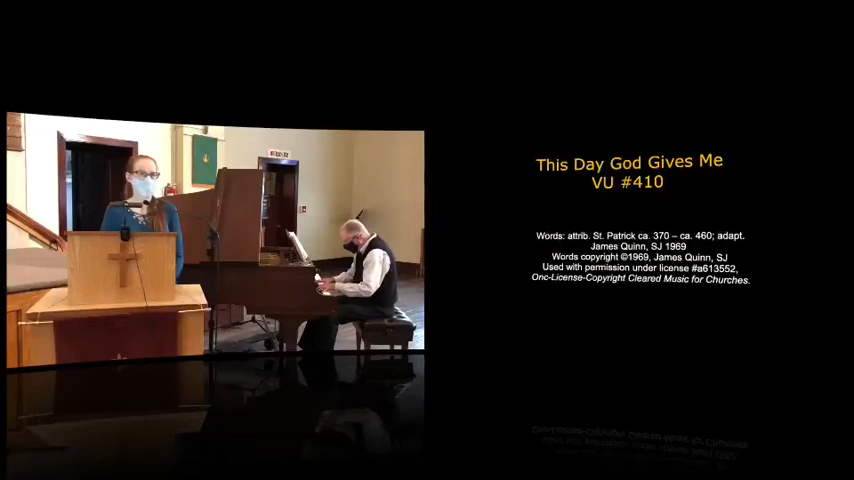 This Day God Gives Me
VU #410
Words: attrib. St. Patrick ca. 370 – ca. 460; adapt.
James Quinn, SJ 1969
Words copyright ©1969, James Quinn, SJ
Used with permission under license #a613552,
Onc-License-Copyright Cleared Music for Churches.